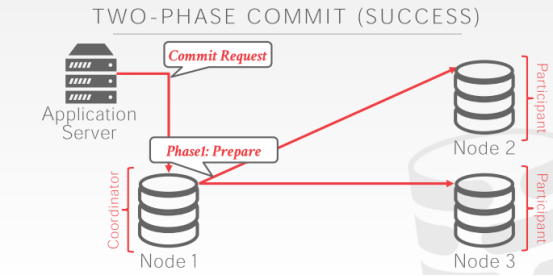 TWO-PHASE COMMIT (SUCCESS)
Commit Request
Application
Server
Phase1: Prepare
Coordinator
Node 1
Participant
Node 2
Participant
Node 3